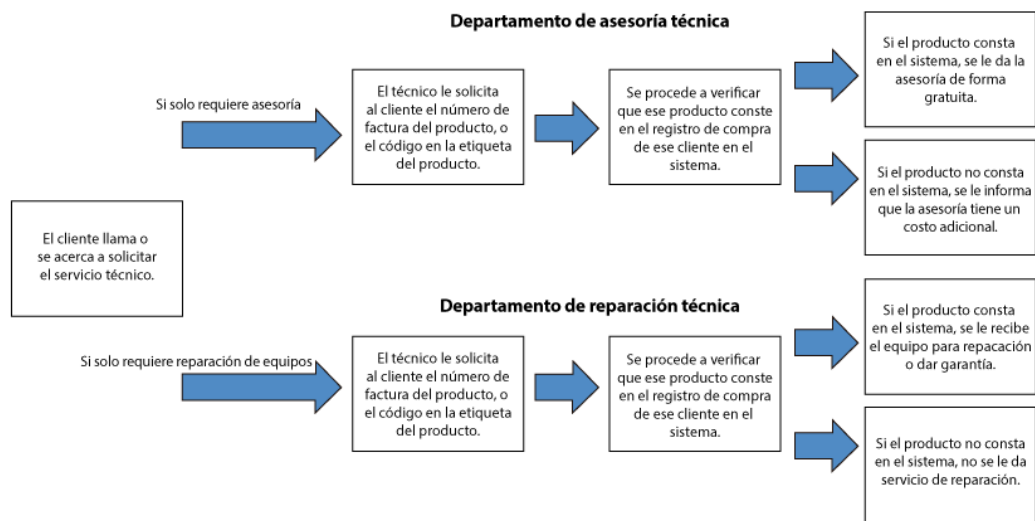 Departamento de asesoría técnica
Si solo requiere asesoría
El técnico le solicita
al cliente el número de
factura del producto, o
el código en la etiqueta
del producto.
Se procede a verificar
que ese producto conste
en el registro de compra
de ese cliente en el
sistema.
Si el producto consta
en el sistema, se le da la
asesoría de forma
gratuita.
Si el producto no consta
en el sistema, se le informa
que la asesoría tiene un
costo adicional.
El cliente llama o
se acerca a solicitar
el servicio técnico.
Departamento de reparación técnica
Si solo requiere reparación de equipos
El técnico le solicita
al cliente el número de
factura del producto, o
el código en la etiqueta
del producto.
Se procede a verificar
que ese producto conste
en el registro de compra
de ese cliente en el
sistema.
Si el producto consta
en el sistema, se le recibe
el equipo para repacación
o dar garantía.
Si el producto no consta
en el sistema, no se le da
servicio de reparación.